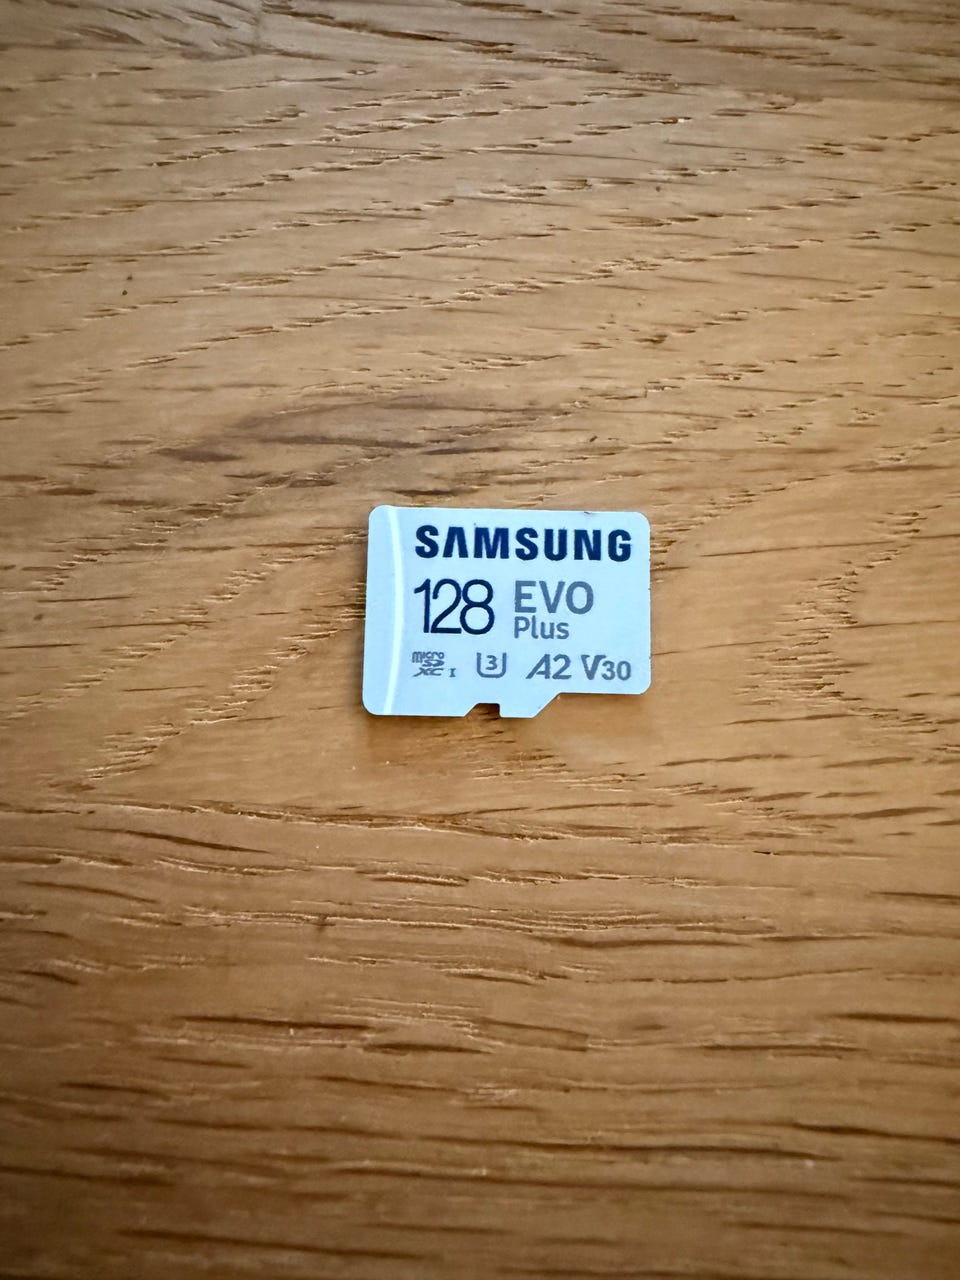 SAMSUNG
128 EVO
Plus
micro SD XC I U3 A2 V30